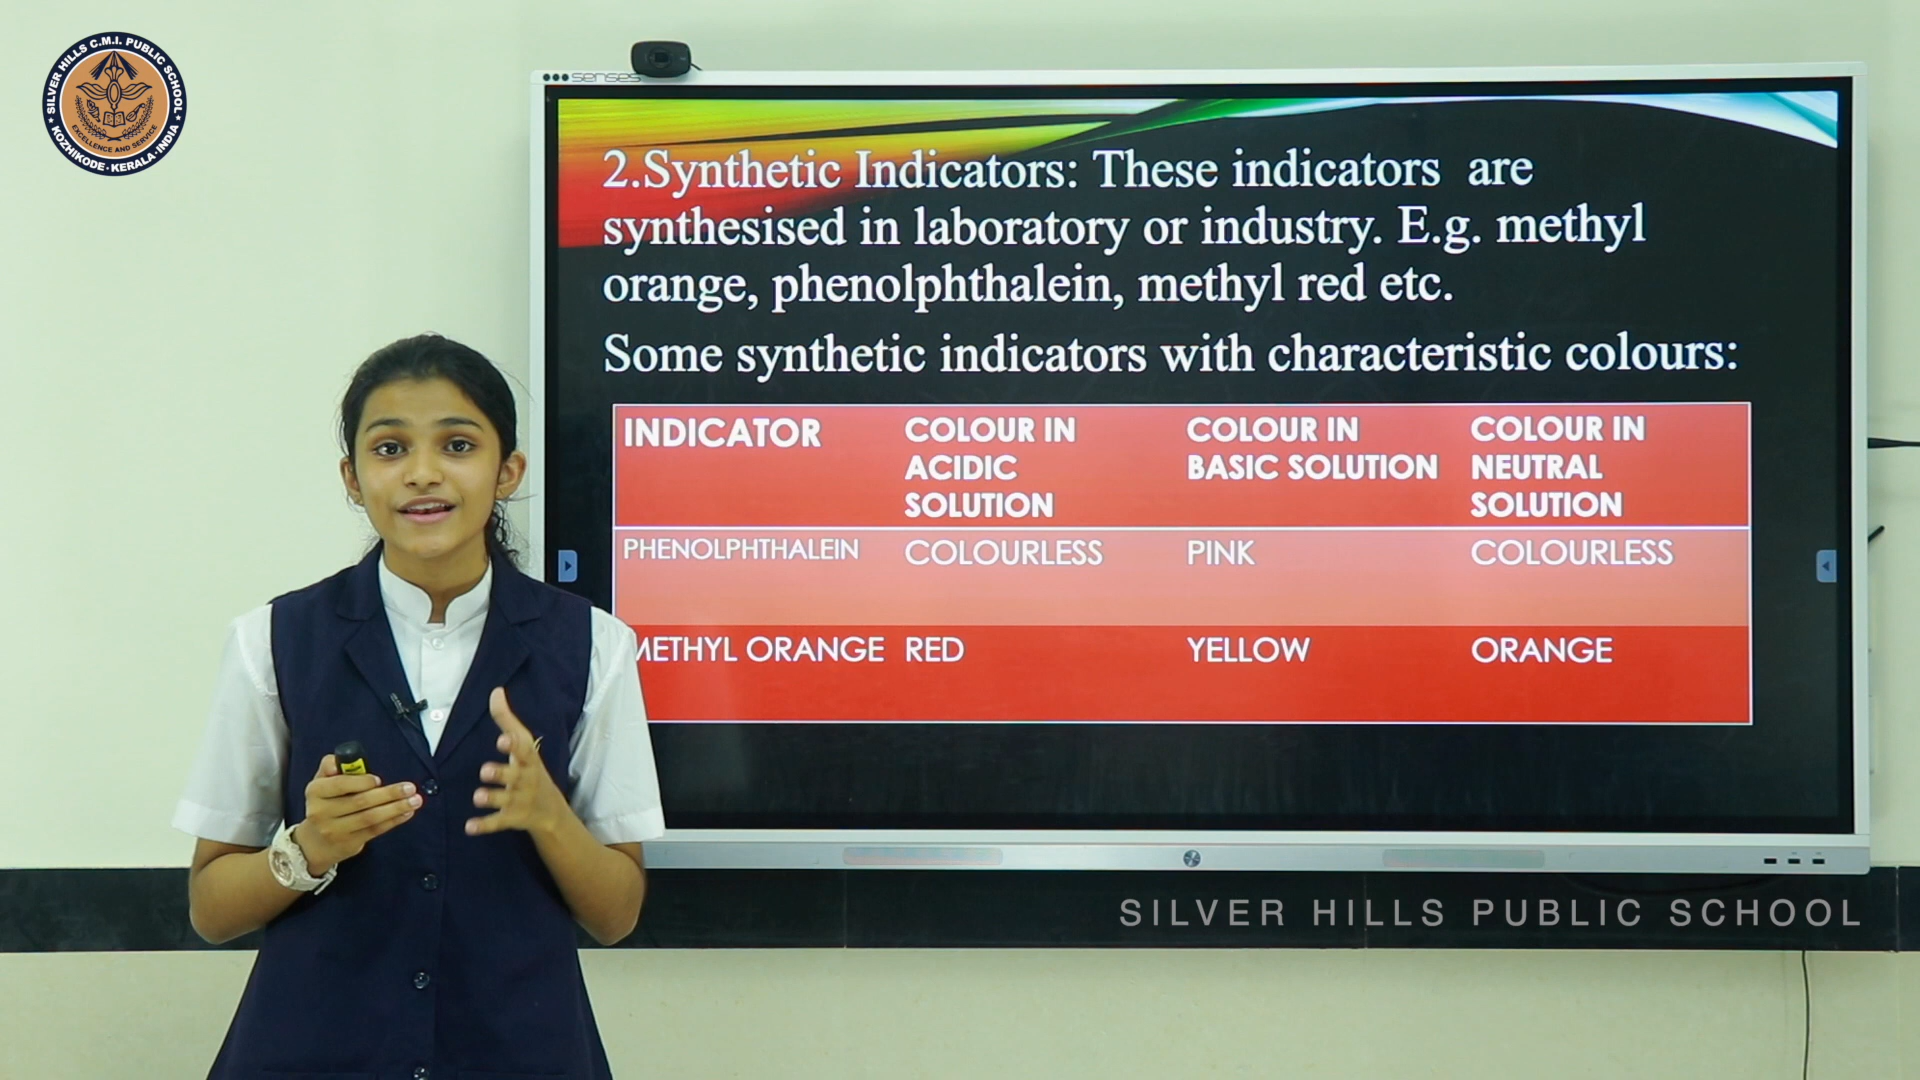 SILVER HILLS C.M.I. PUBLIC SCHOOL
KOZHIKODE · KERALA · INDIA
EXCELLENCE AND SERVICE
senses
2.Synthetic Indicators: These indicators are
synthesised in laboratory or industry. E.g. methyl
orange, phenolphthalein, methyl red etc.
Some synthetic indicators with characteristic colours:
INDICATOR COLOUR IN ACIDIC SOLUTION COLOUR IN BASIC SOLUTION COLOUR IN NEUTRAL SOLUTION
PHENOLPHTHALEIN COLOURLESS PINK COLOURLESS
METHYL ORANGE RED YELLOW ORANGE
SILVER HILLS PUBLIC SCHOOL